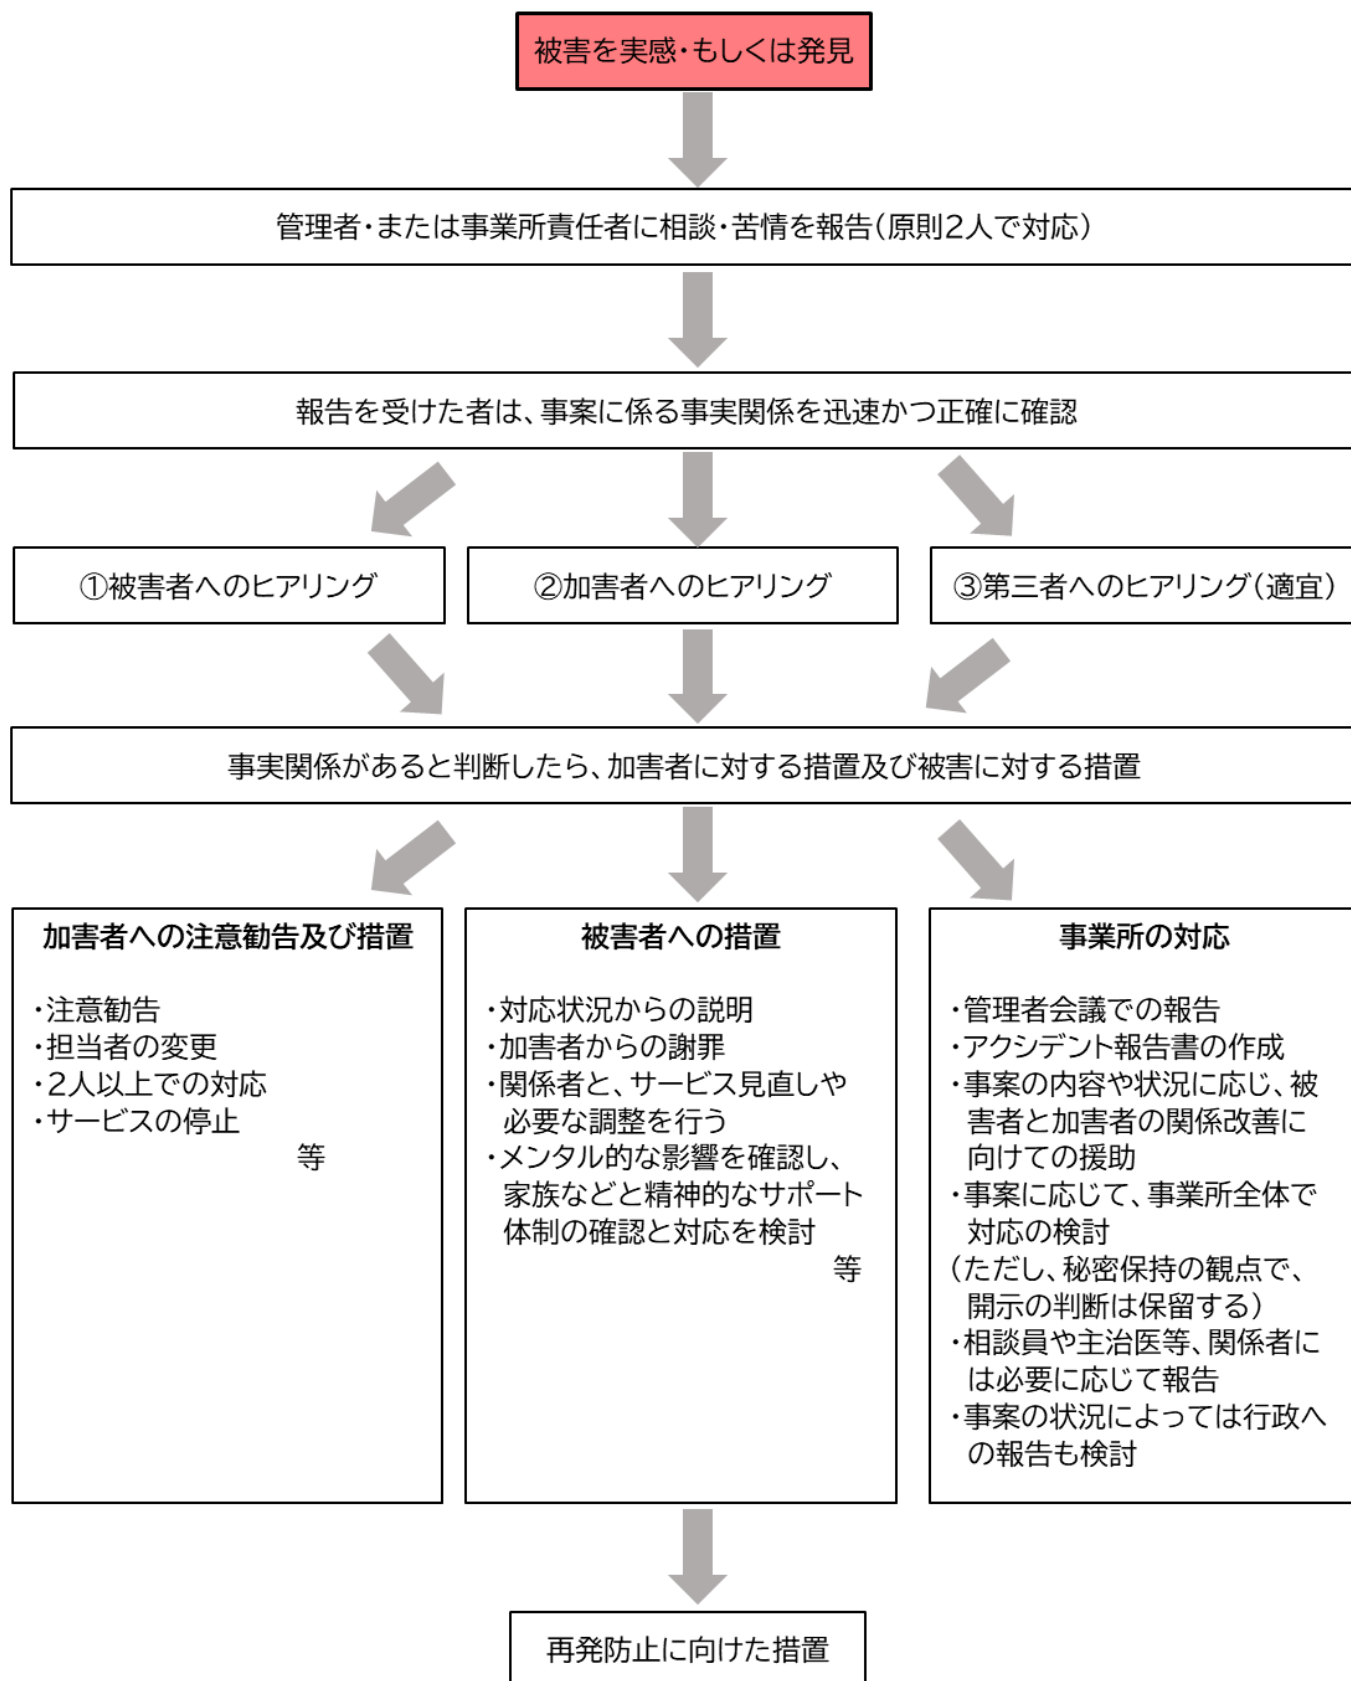 被害を実感・もしくは発見
管理者・または事業所責任者に相談・苦情を報告(原則2人で対応)
報告を受けた者は、事案に係る事実関係を迅速かつ正確に確認
①被害者へのヒアリング
②加害者へのヒアリング
③第三者へのヒアリング(適宜)
事実関係があると判断したら、加害者に対する措置及び被害に対する措置
加害者への注意勧告及び措置
・注意勧告
・担当者の変更
・2人以上での対応
・サービスの停止
等
被害者への措置
・対応状況からの説明
・加害者からの謝罪
・関係者と、サービス見直しや
必要な調整を行う
・メンタル的な影響を確認し、
家族などと精神的なサポート
体制の確認と対応を検討
等
事業所の対応
・管理者会議での報告
・アクシデント報告書の作成
・事案の内容や状況に応じ、被
害者と加害者の関係改善に
向けての援助
・事案に応じて、事業所全体で
対応の検討
(ただし、秘密保持の観点で、
開示の判断は保留する)
・相談員や主治医等、関係者に
は必要に応じて報告
・事案の状況によっては行政へ
の報告も検討
再発防止に向けた措置